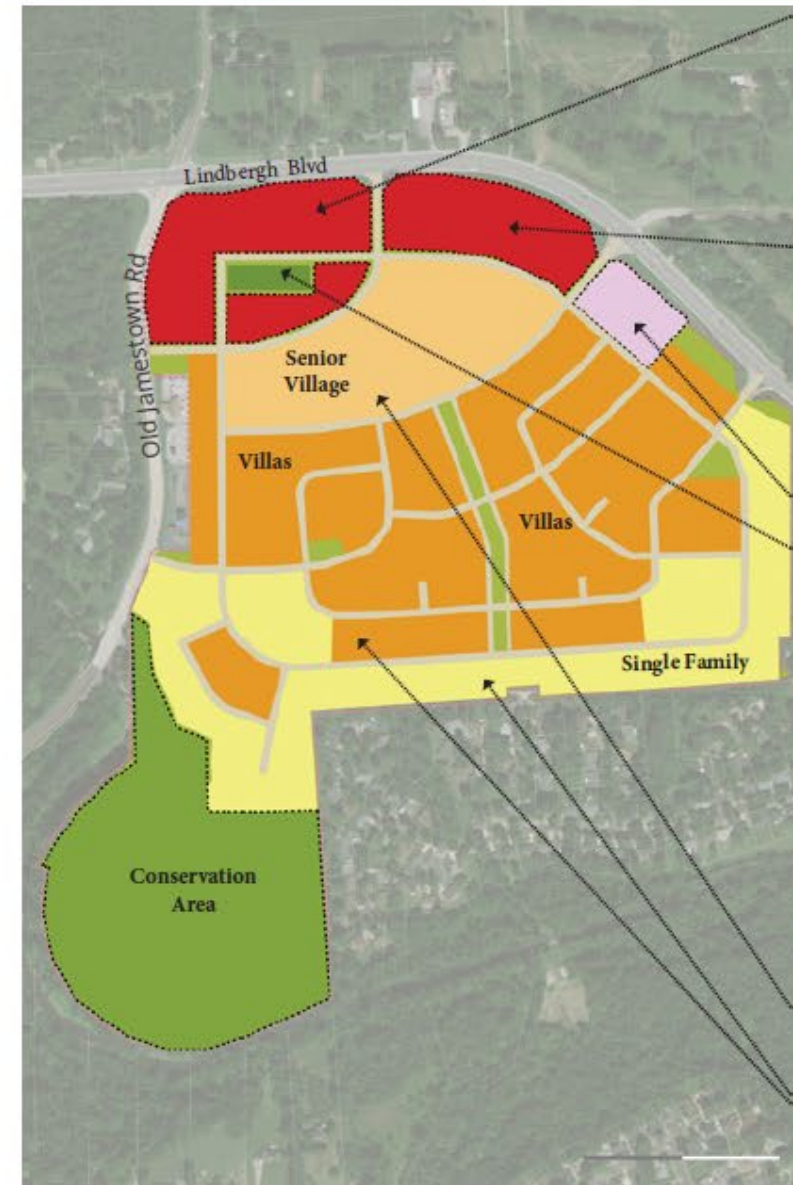 Lindbergh Blvd
Old Jamestown Rd
Senior
Village
Villas
Villas
Single Family
Conservation
Area